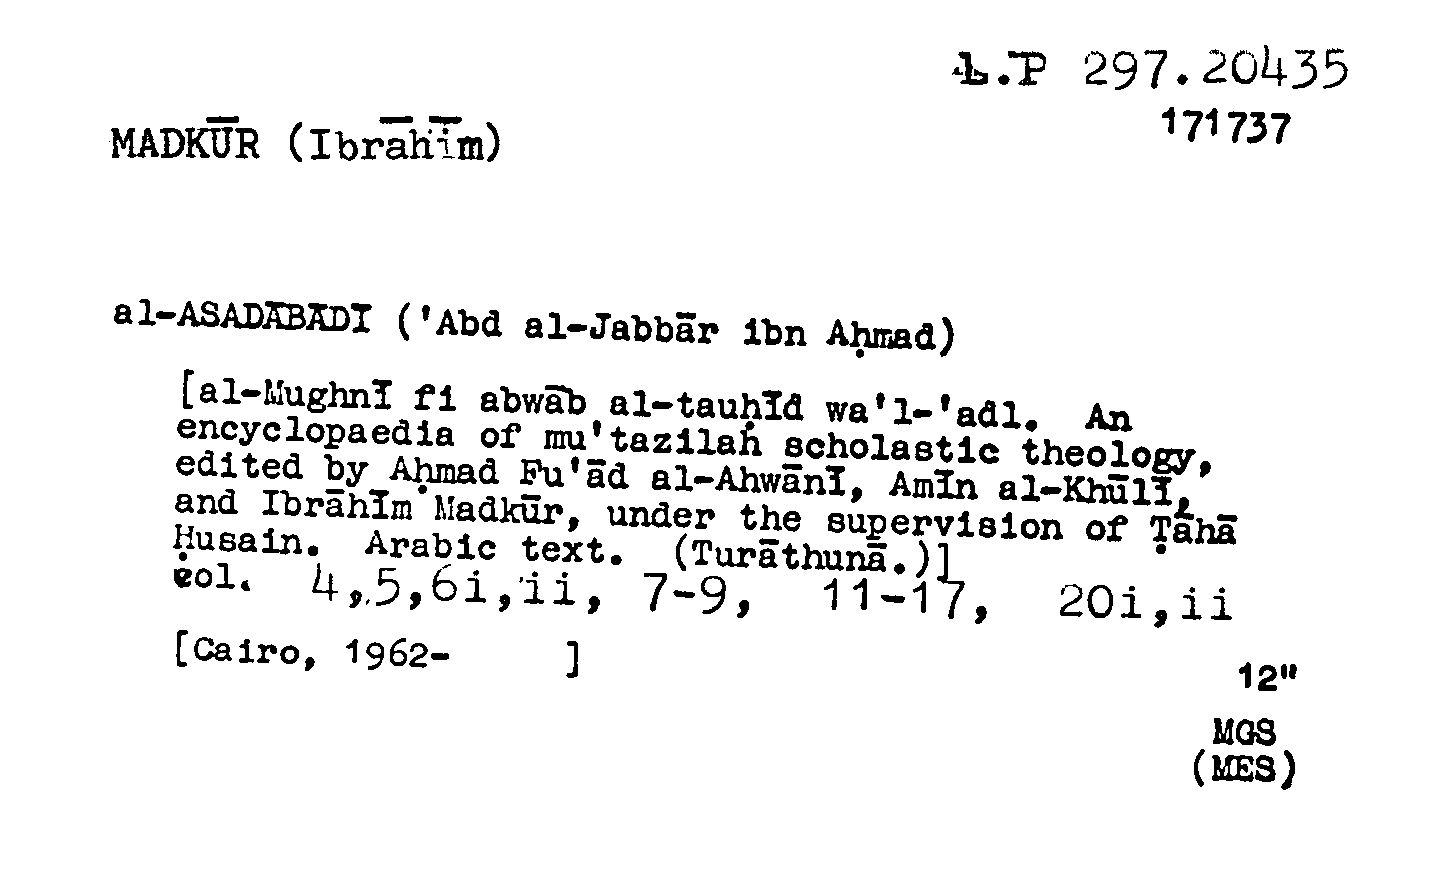 L.P 297.20435
171737
MADKŪR (Ibrāhīm)
al-ASADĀBĀDĪ ('Abd al-Jabbār ibn Aḥmad)
[al-Mughnī fi abwāb al-tauḥīd wa'l-'adl. An
encyclopaedia of mu'tazilah scholastic theology,
edited by Aḥmad Fu'ād al-Ahwānī, Amīn al-Khūlī,
and Ibrāhīm Madkūr, under the supervision of Ṭāhā
Ḥusain. Arabic text. (Turāthunā.)]
vol. 4,5,6i,ii, 7-9, 11-17, 20i,ii
[Cairo, 1962- ]
12"
MGS
(MES)